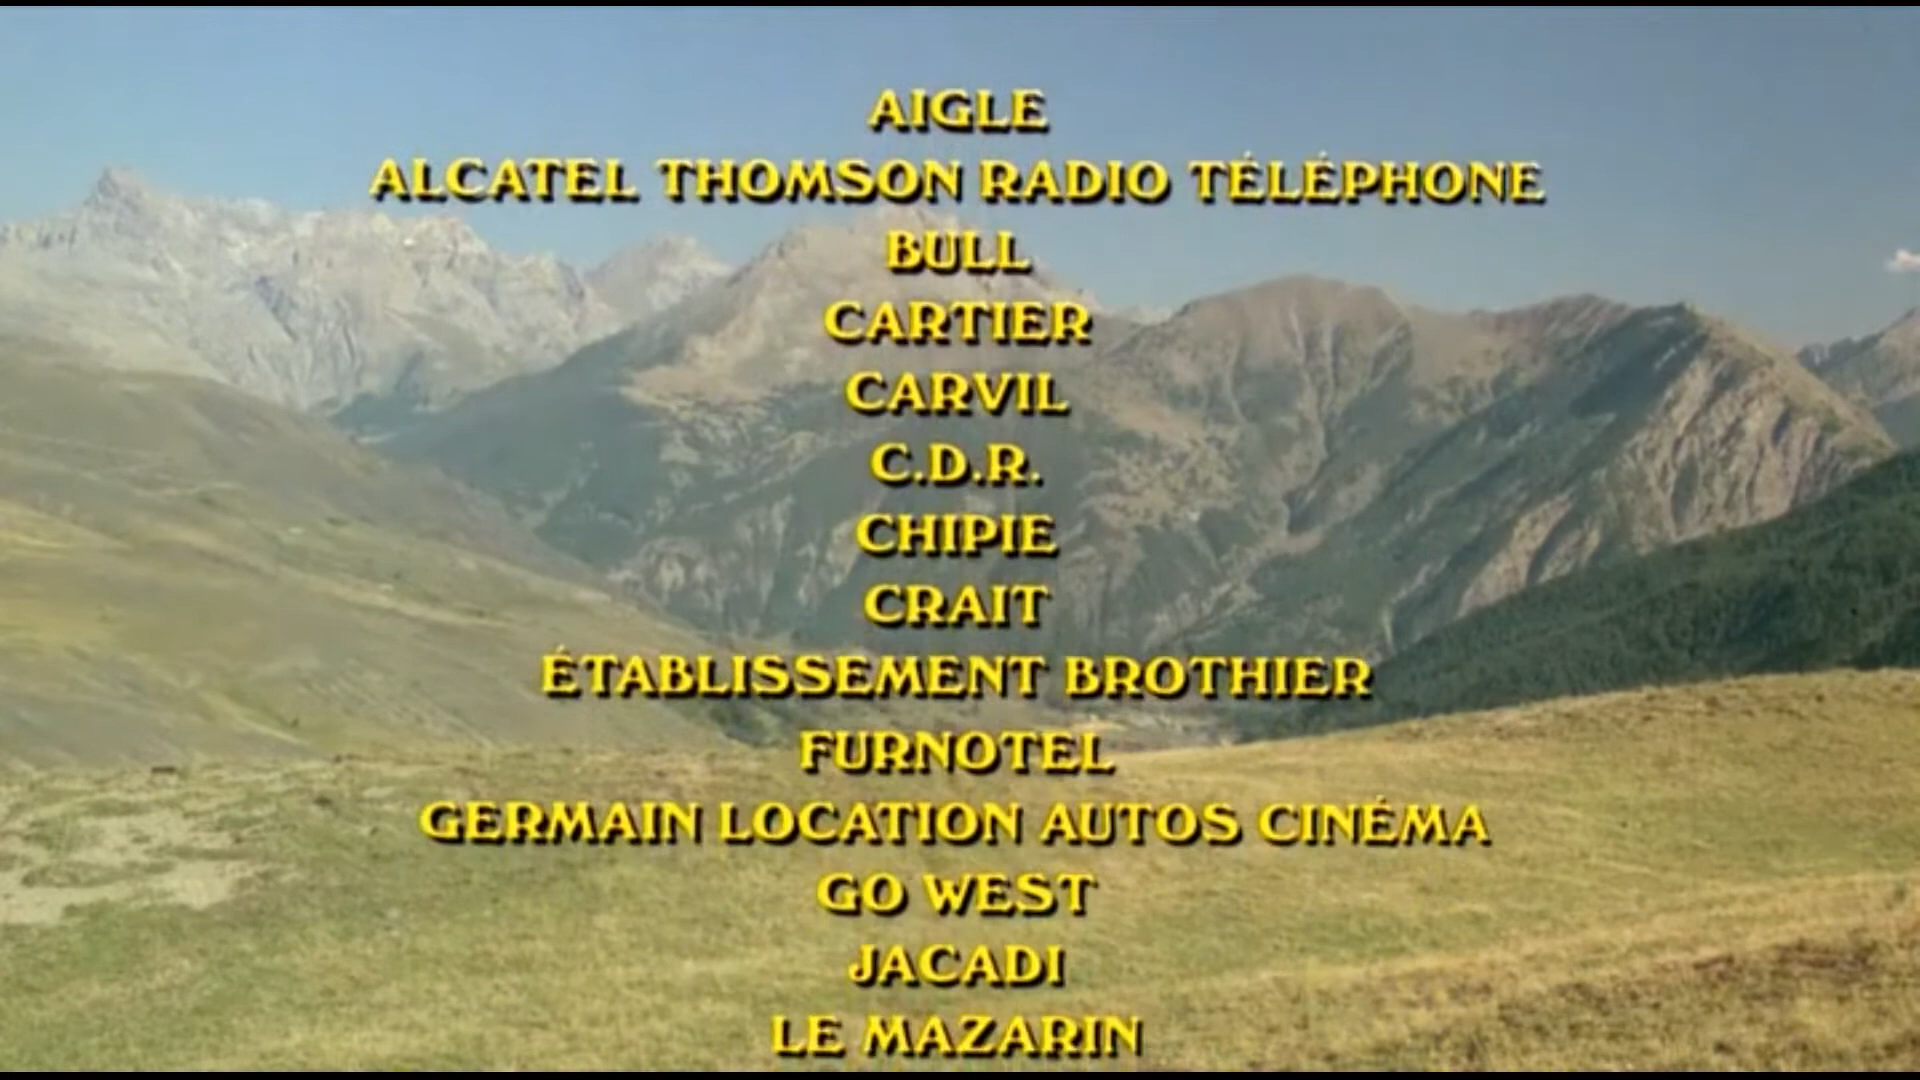 AIGLE
ALCATEL THOMSON RADIO TÉLÉPHONE
BULL
CARTIER
CARVIL
C.D.R.
CHIPIE
CRAIT
ÉTABLISSEMENT BROTHIER
FURNOTEL
GERMAIN LOCATION AUTOS CINÉMA
GO WEST
JACADI
LE MAZARIN